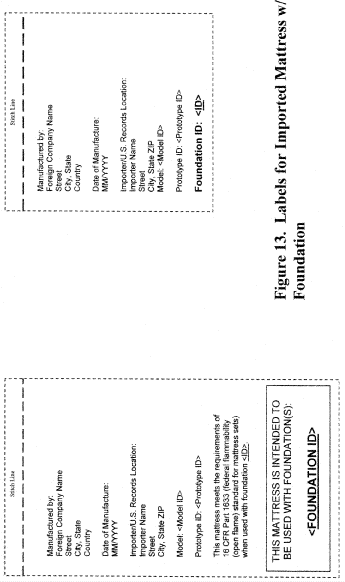 Stitch Line
Manufactured by:
Foreign Company Name
Street
City, State
Country
Date of Manufacture:
MM/YYYY
Importer/U.S. Records Location:
Importer Name
Street
City, State ZIP
Model: <Model ID>
Prototype ID: <Prototype ID>
This mattress meets the requirements of
16 CFR Part 1633 (federal flammability
(open flame) standard for mattress sets)
when used with foundation <ID>.
THIS MATTRESS IS INTENDED TO
BE USED WITH FOUNDATION(S):
<FOUNDATION ID>
Stitch Line
Manufactured by:
Foreign Company Name
Street
City, State
Country
Date of Manufacture:
MM/YYYY
Importer/U.S. Records Location:
Importer Name
Street
City, State ZIP
Model: <Model ID>
Prototype ID: <Prototype ID>
Foundation ID: <ID>
Figure 13. Labels for Imported Mattress w/
Foundation